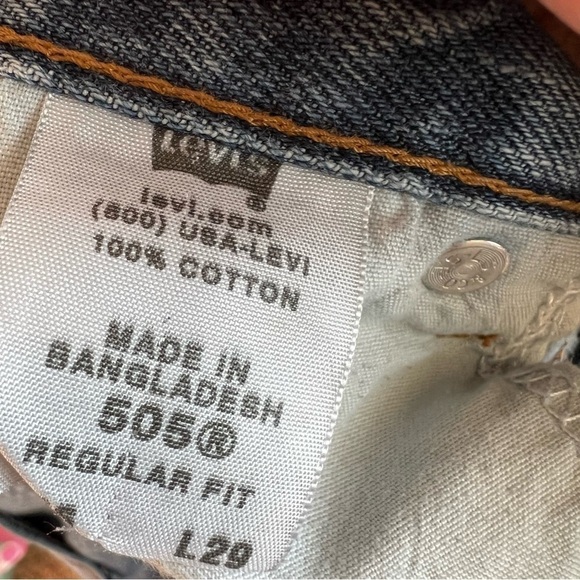 LEVI'S
levi.com
(800) USA-LEVI
100% COTTON
MADE IN
BANGLADESH
505®
REGULAR FIT
L29